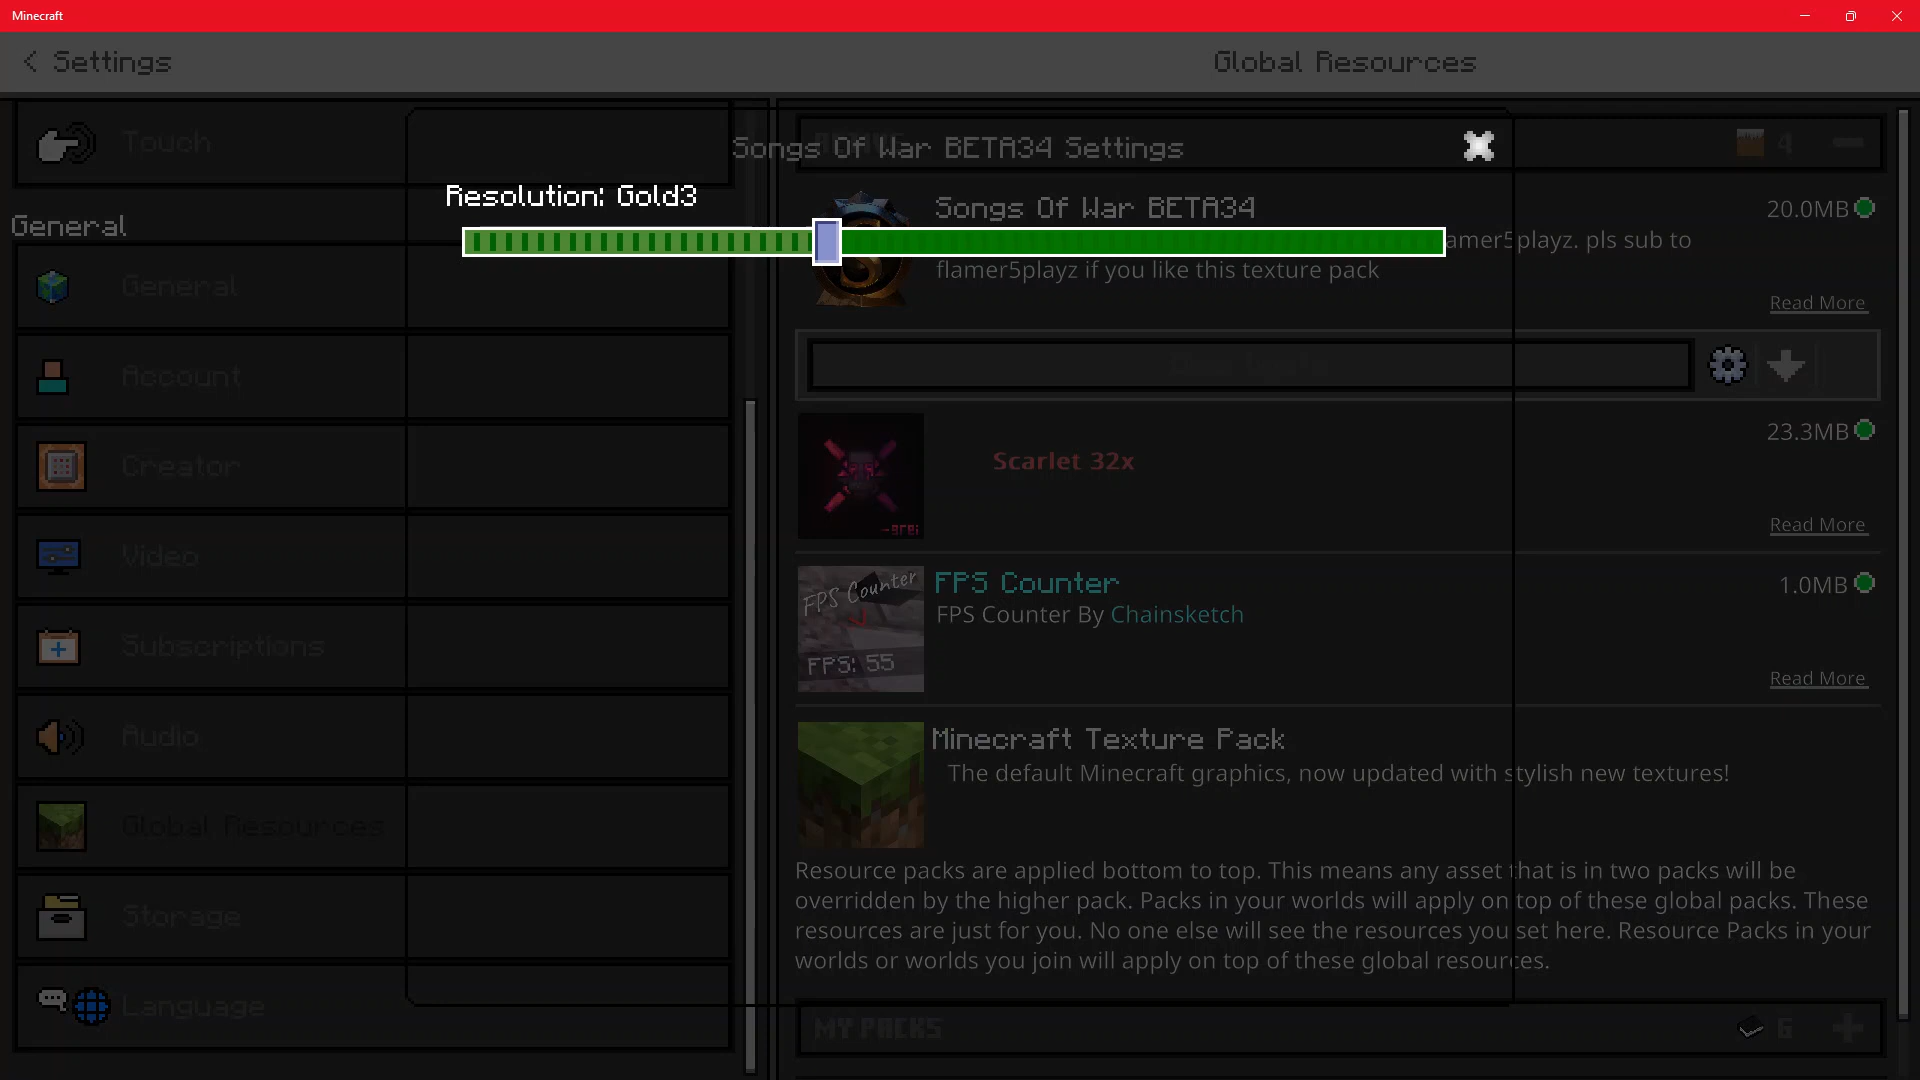 Minecraft
Settings
Global Resources
Touch
General
General
Account
Creator
Video
Subscriptions
Audio
Global Resources
Storage
Language
Songs Of War BETA34 Settings
Resolution: Gold3
4
Songs Of War BETA34
20.0MB
amer5playz. pls sub to
flamer5playz if you like this texture pack
Read More
Scarlet 32x
-grei
23.3MB
Read More
FPS Counter
FPS: 55
FPS Counter
1.0MB
FPS Counter By Chainsketch
Read More
Minecraft Texture Pack
The default Minecraft graphics, now updated with stylish new textures!
Resource packs are applied bottom to top. This means any asset that is in two packs will be
overridden by the higher pack. Packs in your worlds will apply on top of these global packs. These
resources are just for you. No one else will see the resources you set here. Resource Packs in your
worlds or worlds you join will apply on top of these global resources.
MY PACKS
6